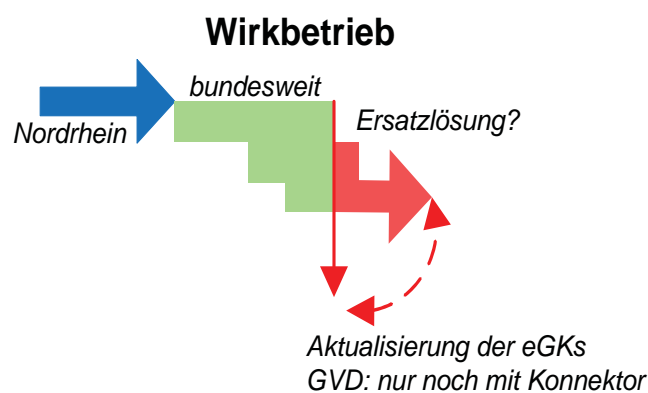 Wirkbetrieb
bundesweit
Nordrhein
Ersatzlösung?
Aktualisierung der eGKs
GVD: nur noch mit Konnektor